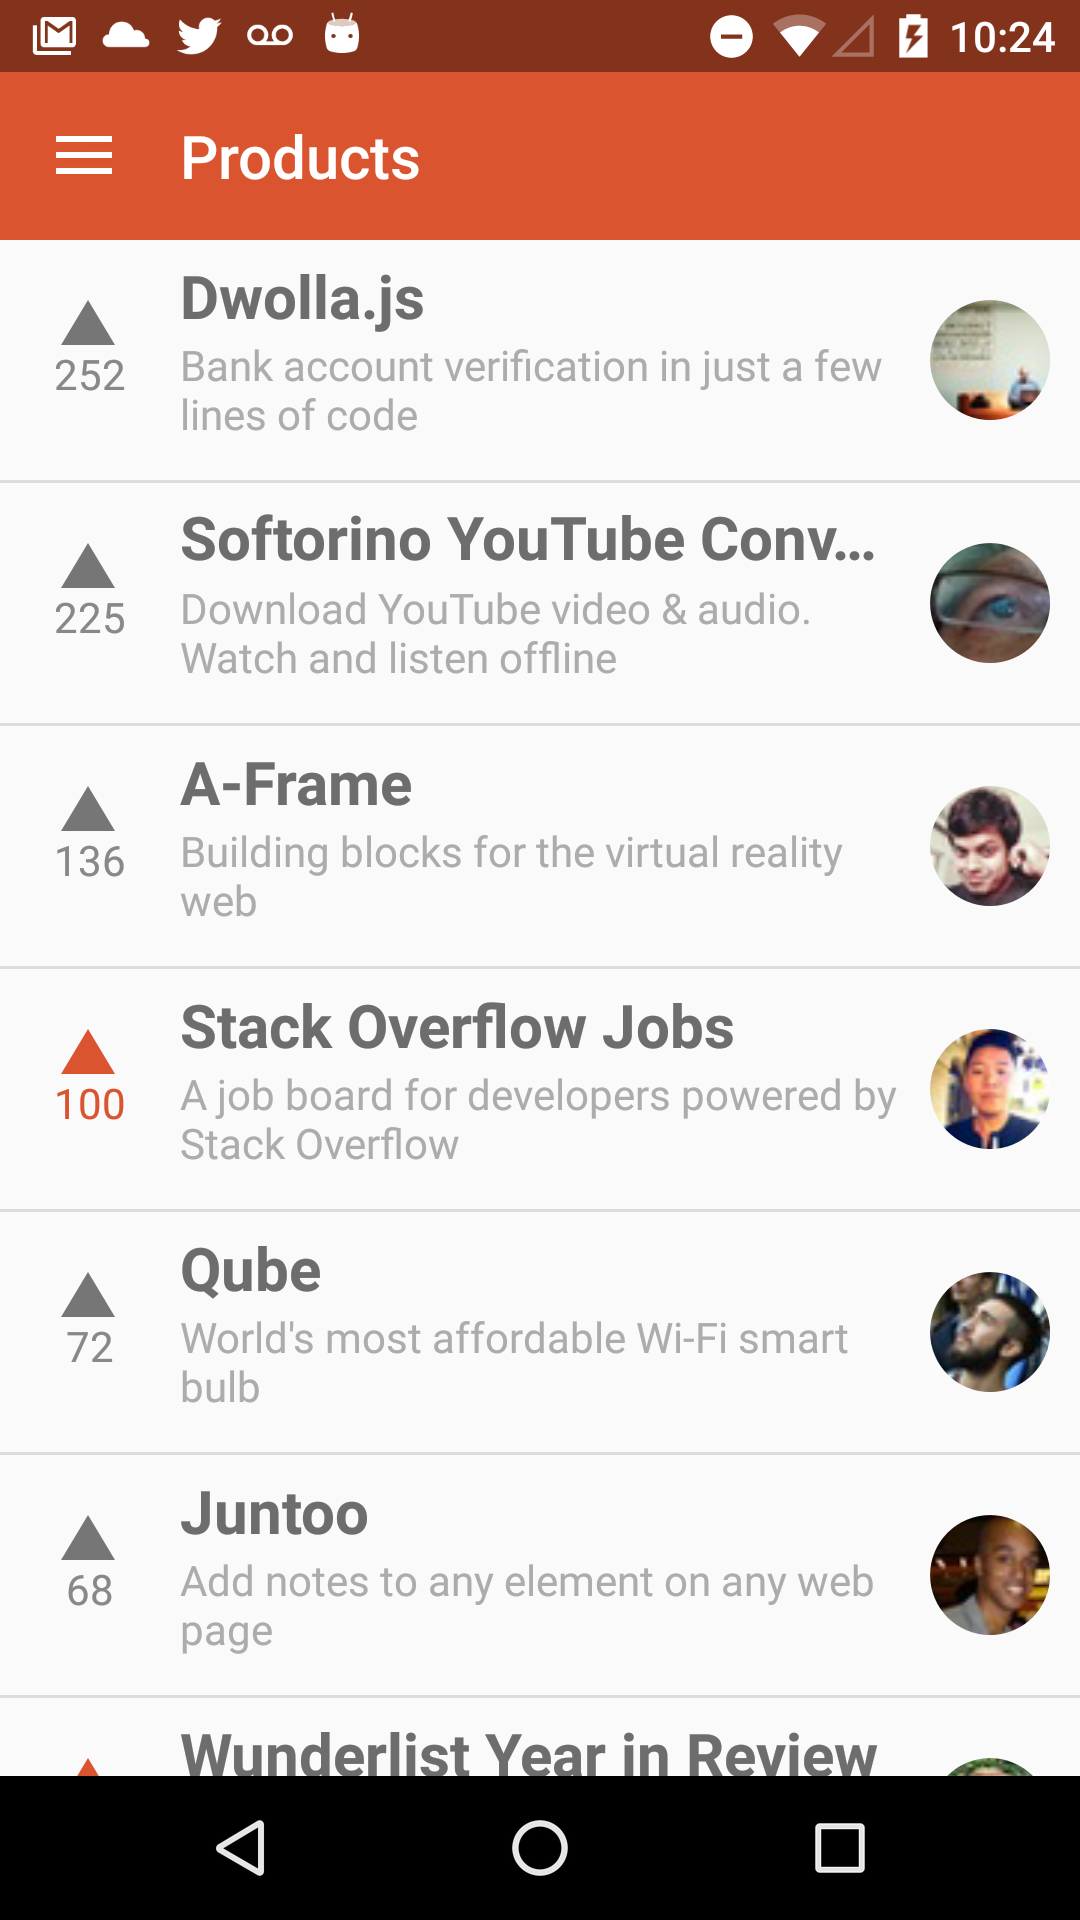 10:24
Products
Dwolla.js
252
Bank account verification in just a few
lines of code
Softorino YouTube Conv...
225
Download YouTube video & audio.
Watch and listen offline
A-Frame
136
Building blocks for the virtual reality
web
Stack Overflow Jobs
100
A job board for developers powered by
Stack Overflow
Qube
72
World's most affordable Wi-Fi smart
bulb
Juntoo
68
Add notes to any element on any web
page
Wunderlist Year in Review